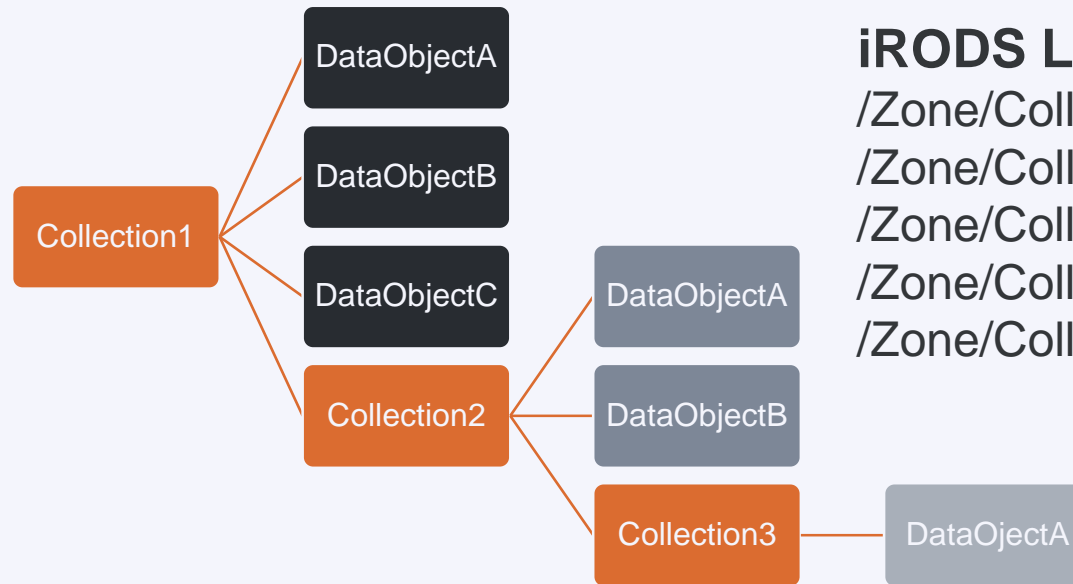 DataObjectA
DataObjectB
Collection1
DataObjectC
Collection2
DataObjectA
DataObjectB
Collection3
DataOjectA
iRODS L
/Zone/Coll
/Zone/Coll
/Zone/Coll
/Zone/Coll
/Zone/Coll